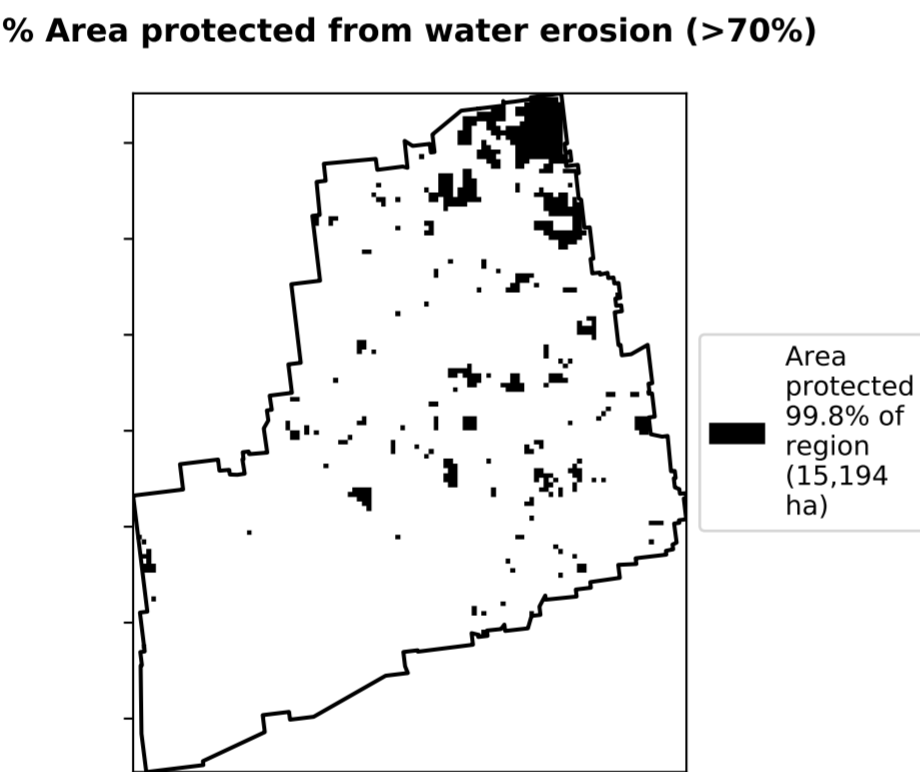 % Area protected from water erosion (>70%)
Area
protected
99.8% of
region
(15,194
ha)